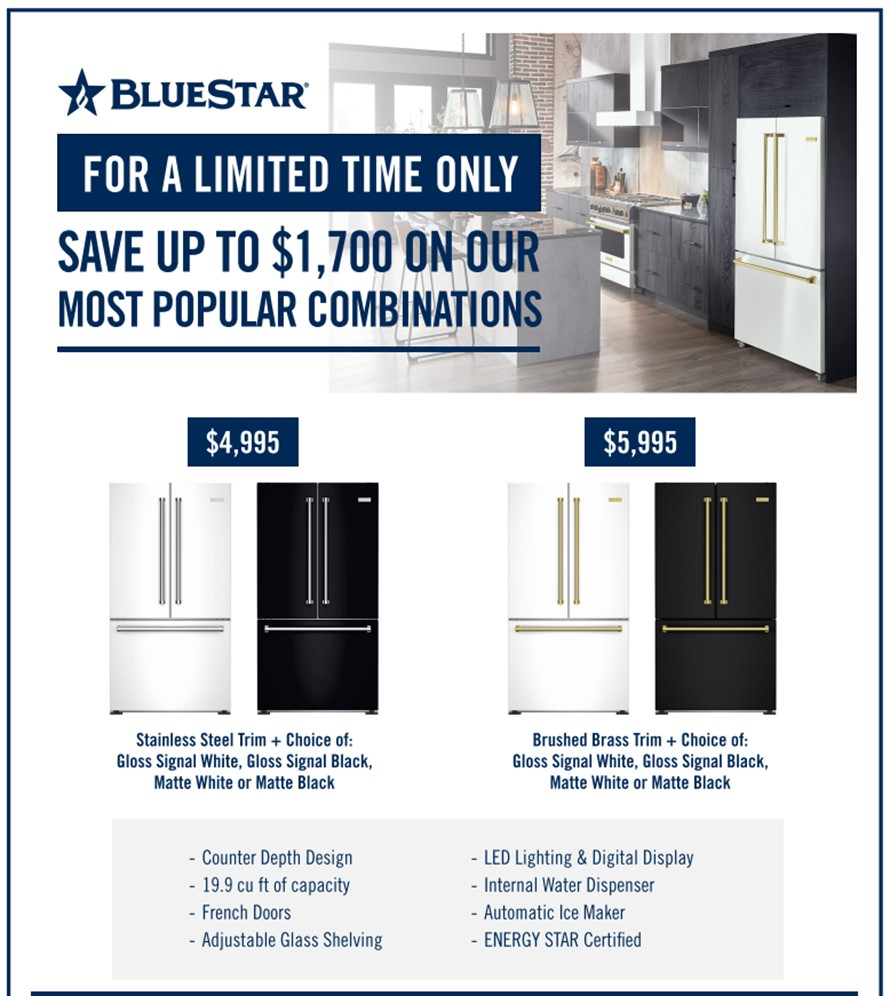 BLUESTAR®
FOR A LIMITED TIME ONLY
SAVE UP TO $1,700 ON OUR
MOST POPULAR COMBINATIONS
$4,995
Stainless Steel Trim + Choice of:
Gloss Signal White, Gloss Signal Black,
Matte White or Matte Black
$5,995
Brushed Brass Trim + Choice of:
Gloss Signal White, Gloss Signal Black,
Matte White or Matte Black
- Counter Depth Design
- 19.9 cu ft of capacity
- French Doors
- Adjustable Glass Shelving
- LED Lighting & Digital Display
- Internal Water Dispenser
- Automatic Ice Maker
- ENERGY STAR Certified